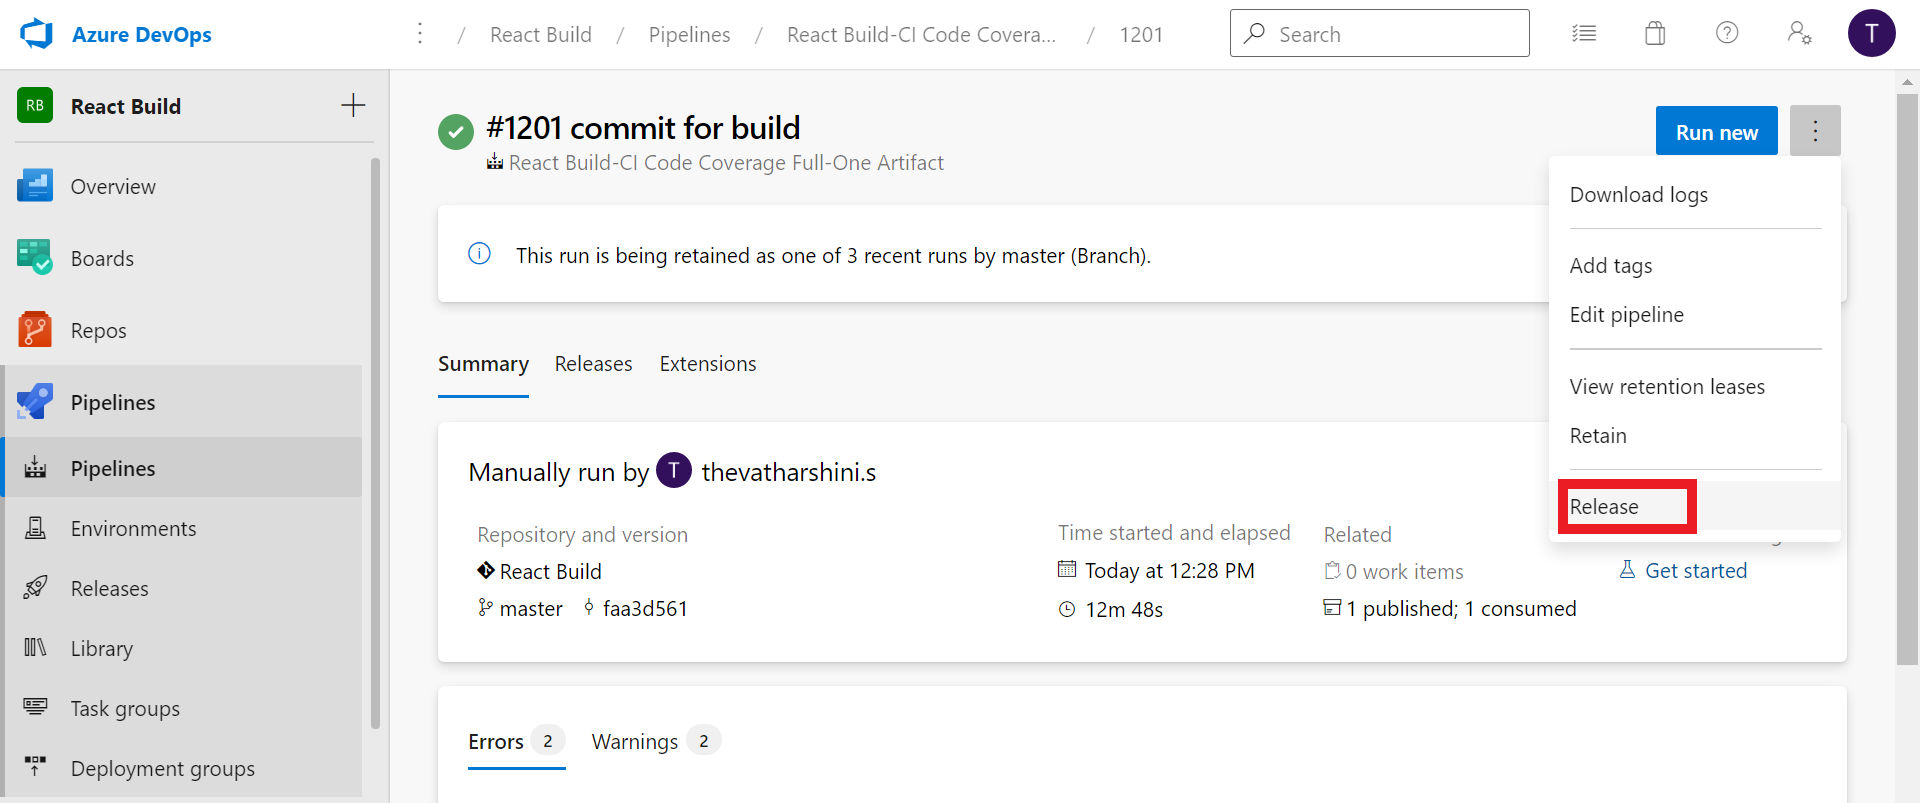 Azure DevOps
/ React Build / Pipelines / React Build-CI Code Covera... / 1201
Search
T
RB React Build
Overview
Boards
Repos
Pipelines
Pipelines
Environments
Releases
Library
Task groups
Deployment groups
#1201 commit for build
React Build-CI Code Coverage Full-One Artifact
Run new
This run is being retained as one of 3 recent runs by master (Branch).
Download logs
Add tags
Edit pipeline
View retention leases
Retain
Release
Summary Releases Extensions
Manually run by T thevatharshini.s
Repository and version
React Build
master faa3d561
Time started and elapsed
Today at 12:28 PM
12m 48s
Related
0 work items
1 published; 1 consumed
Get started
Errors 2 Warnings 2